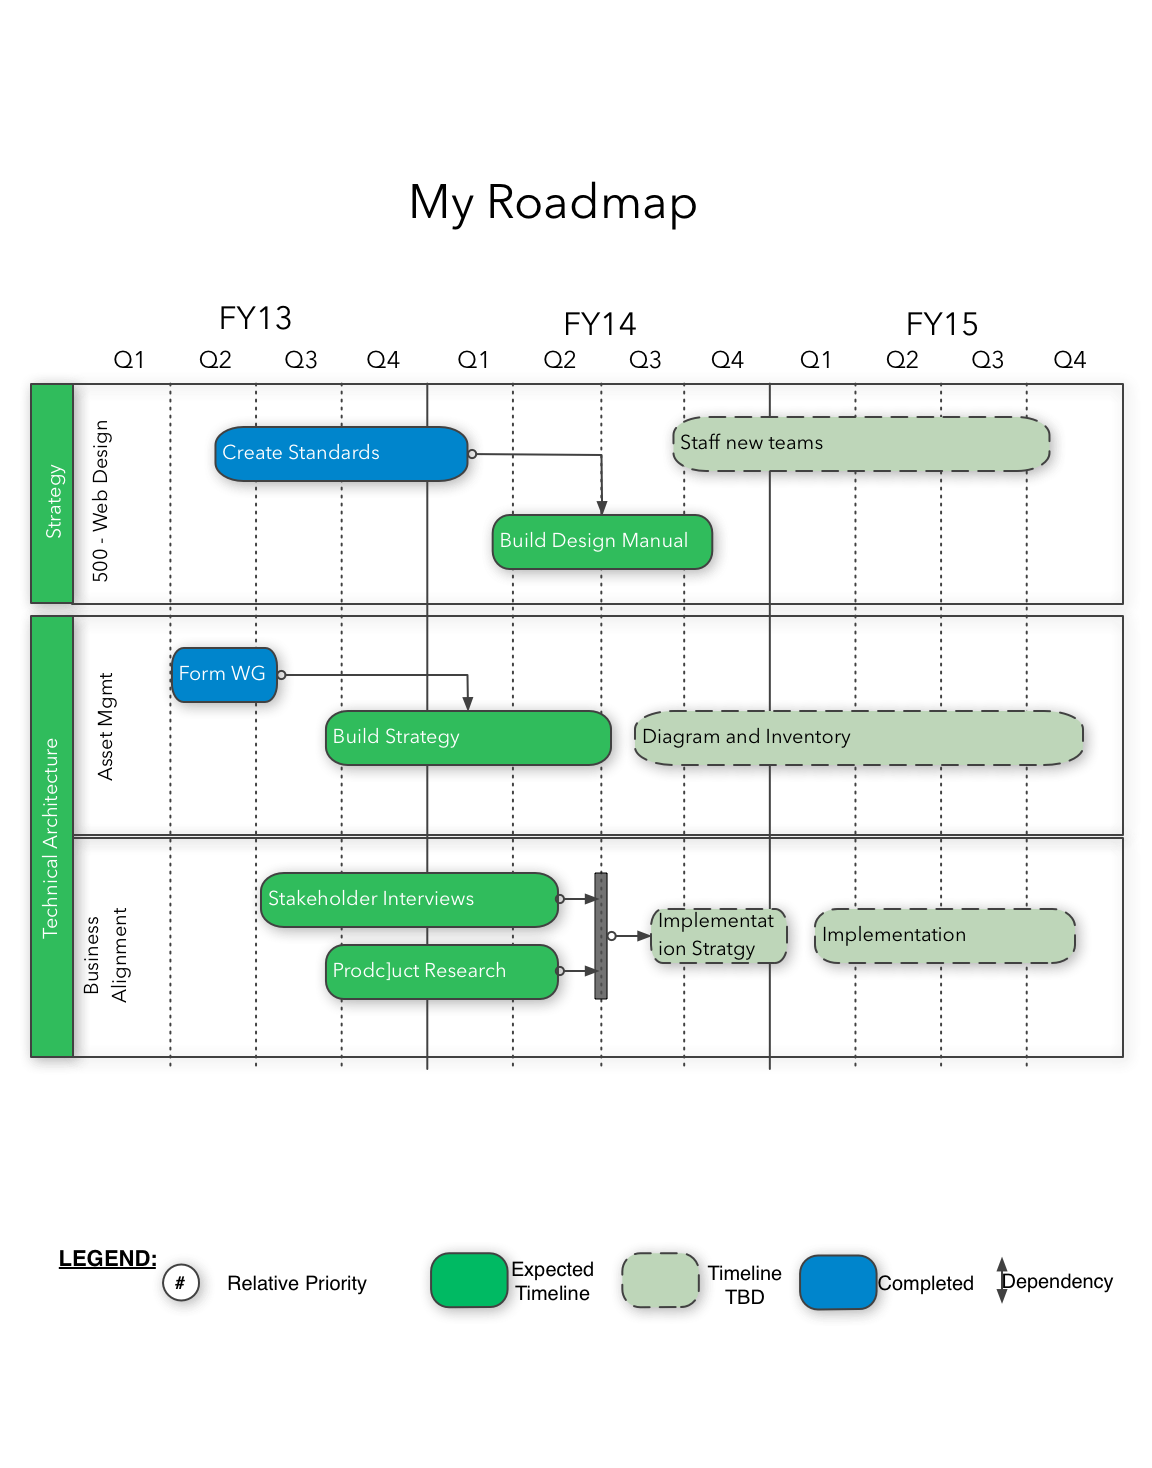 My Roadmap
FY13
FY14
FY15
Q1 Q2 Q3 Q4 Q1 Q2 Q3 Q4 Q1 Q2 Q3 Q4
Strategy
500 - Web Design
Create Standards
Staff new teams
Build Design Manual
Technical Architecture
Asset Mgmt
Form WG
Build Strategy
Diagram and Inventory
Business
Alignment
Stakeholder Interviews
Prodc]uct Research
Implementat
ion Stratgy
Implementation
LEGEND:
#
Relative Priority
Expected
Timeline
Timeline
TBD
Completed
Dependency